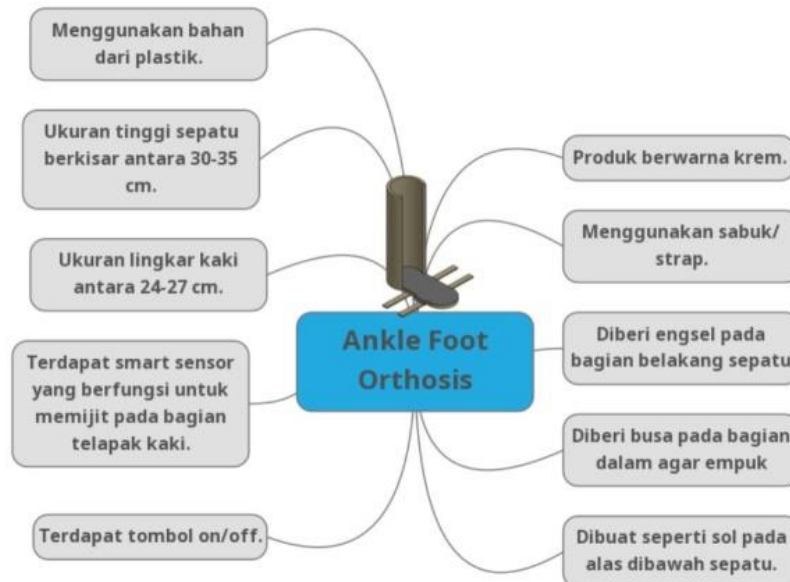 Menggunakan bahan
dari plastik.
Ukuran tinggi sepatu
berkisar antara 30-35
cm.
Ukuran lingkar kaki
antara 24-27 cm.
Terdapat smart sensor
yang berfungsi untuk
memijit pada bagian
telapak kaki.
Terdapat tombol on/off.
Ankle Foot
Orthosis
Produk berwarna krem.
Menggunakan sabuk/
strap.
Diberi engsel pada
bagian belakang sepatu
Diberi busa pada bagian
dalam agar empuk
Dibuat seperti sol pada
alas dibawah sepatu.